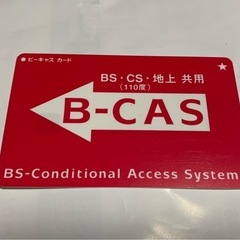 ビーキャス カード
BS・CS・地上 共用
(110度)
B-CAS
BS-Conditional Access System